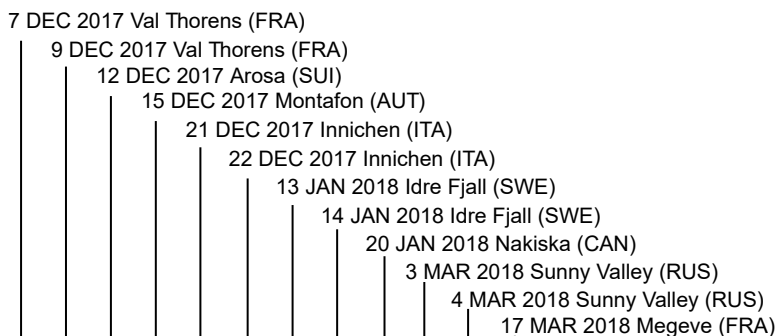 7 DEC 2017 Val Thorens (FRA)
9 DEC 2017 Val Thorens (FRA)
12 DEC 2017 Arosa (SUI)
15 DEC 2017 Montafon (AUT)
21 DEC 2017 Innichen (ITA)
22 DEC 2017 Innichen (ITA)
13 JAN 2018 Idre Fjall (SWE)
14 JAN 2018 Idre Fjall (SWE)
20 JAN 2018 Nakiska (CAN)
3 MAR 2018 Sunny Valley (RUS)
4 MAR 2018 Sunny Valley (RUS)
17 MAR 2018 Megeve (FRA)